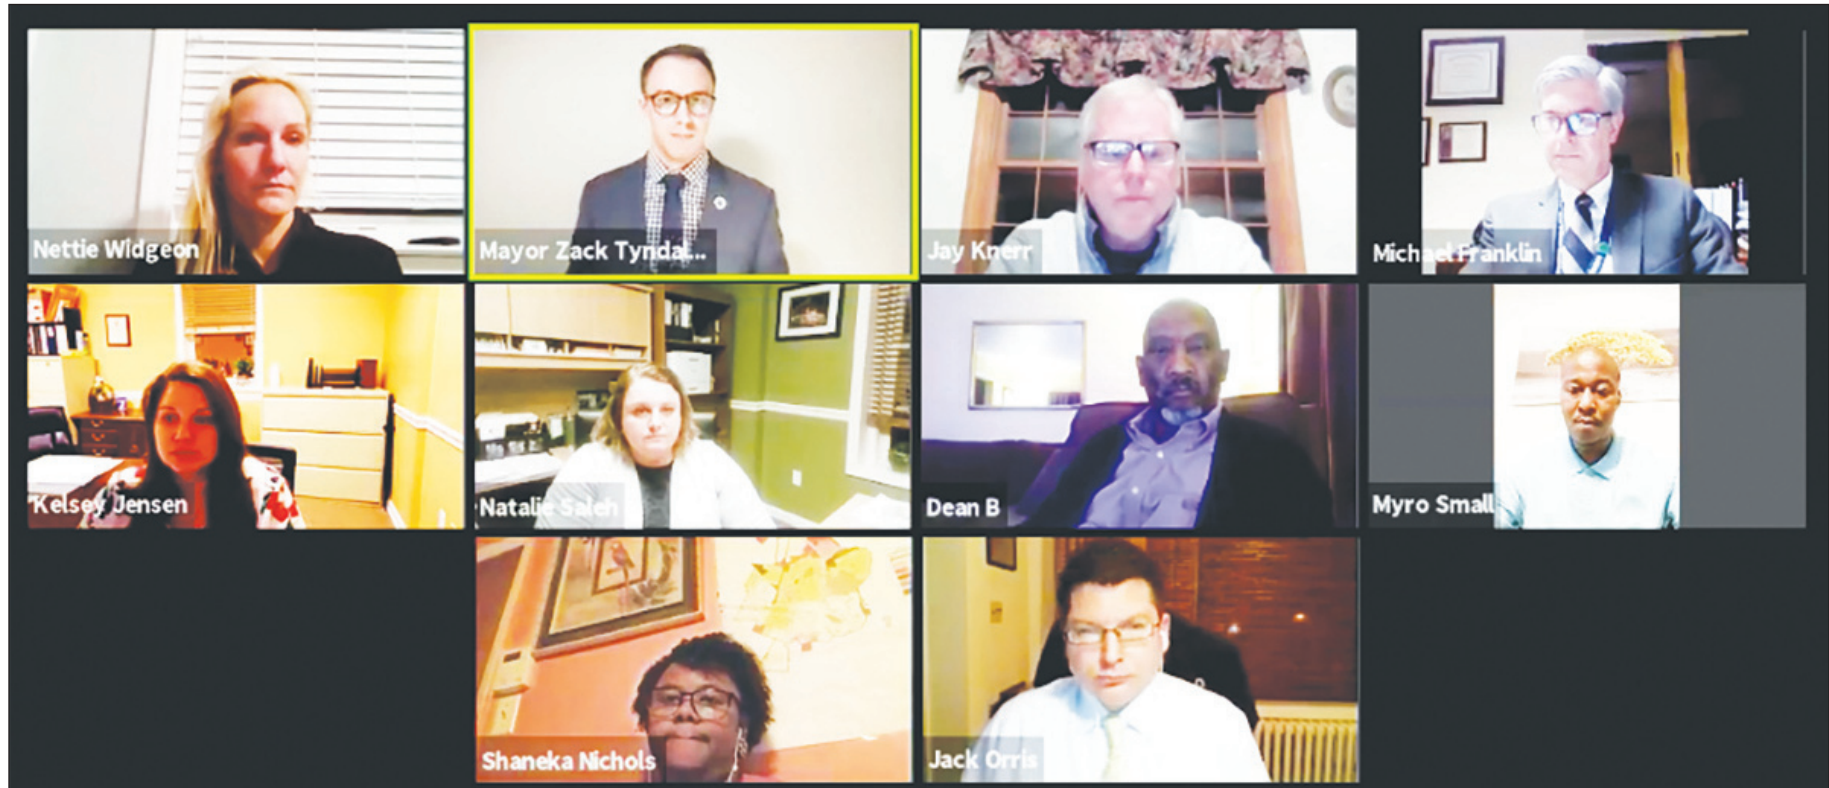 Nettie Widgeon
Mayor Zack Tyndal...
Jay Knerr
Michael Franklin
Kelsey Jensen
Natalie Saleh
Dean B
Myro Small
Shaneka Nichols
Jack Orris